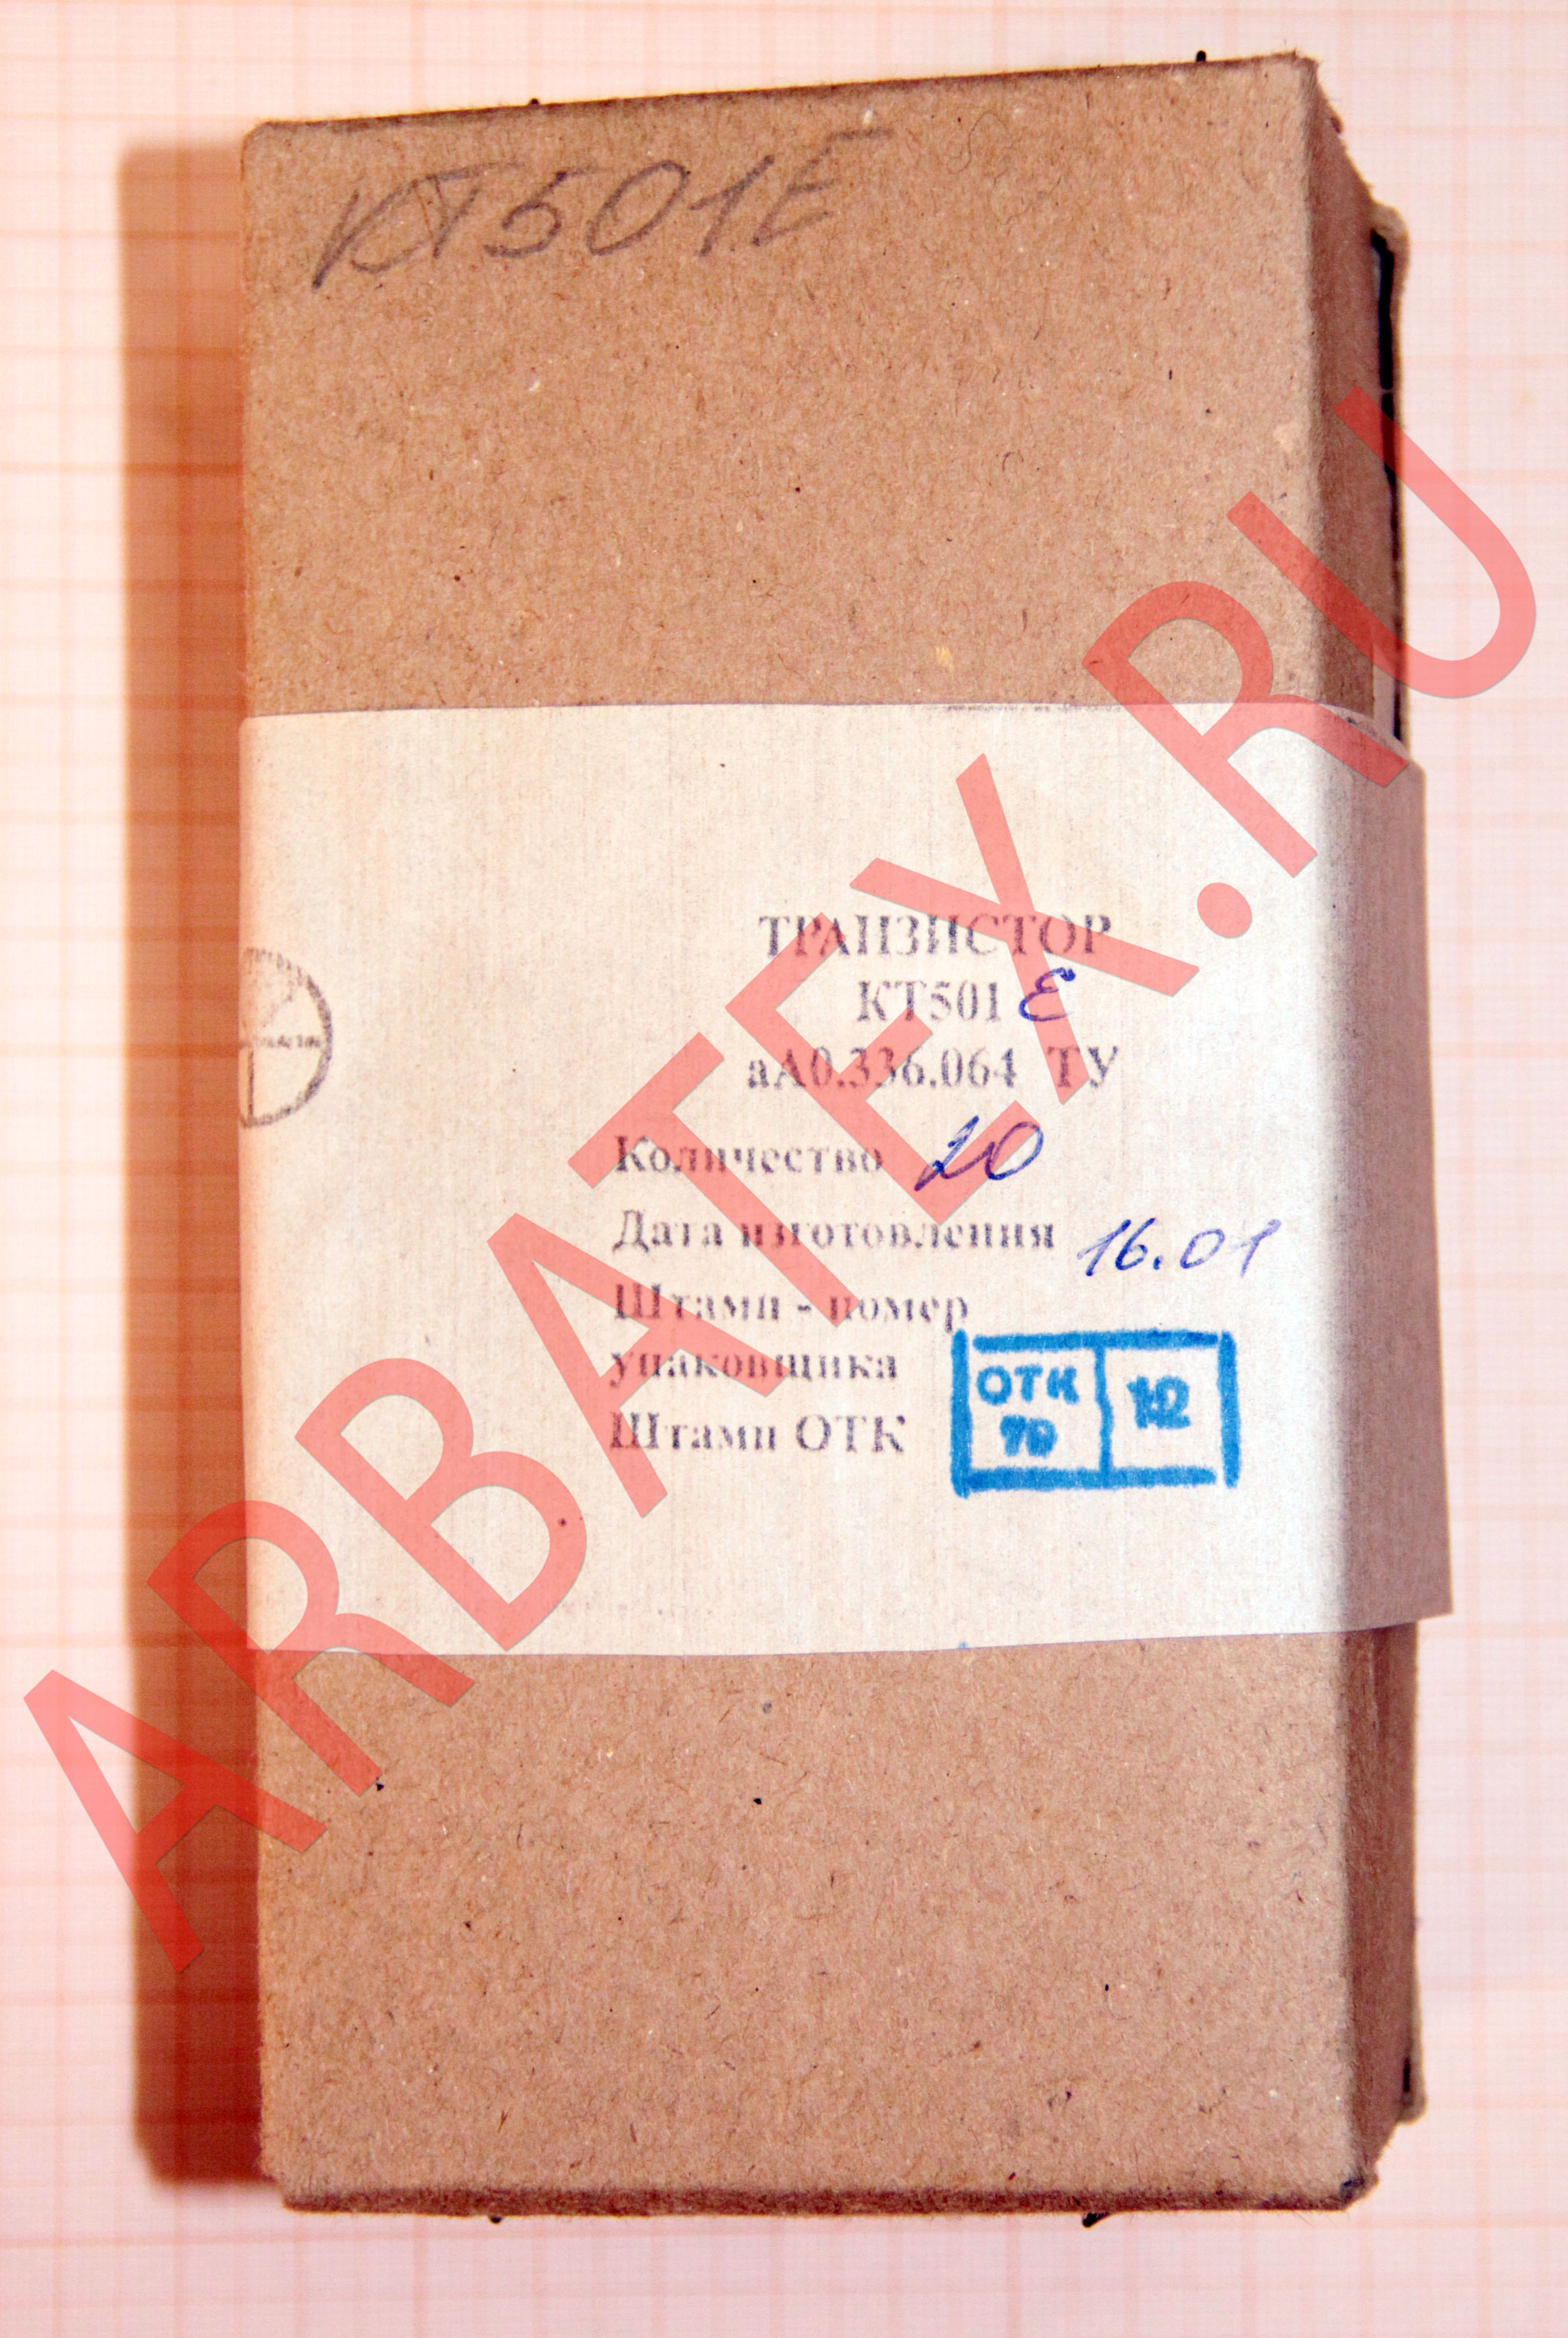 КТ501Е
ТРАНЗИСТОР
КТ501 Е
аА0.336.064 ТУ
Количество 20
Дата изготовления 16.01
Штамп - номер
упаковщика
Штамп ОТК
ОТК
12
ARBATEX.RU